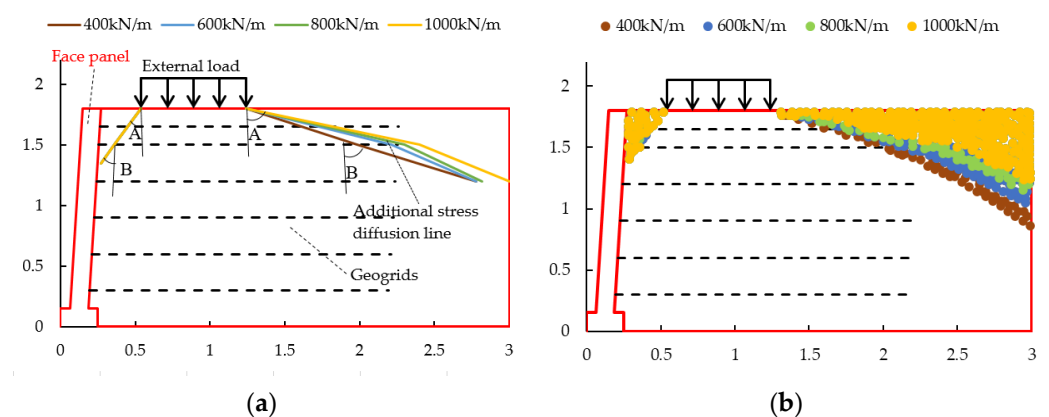 400kN/m 600kN/m 800kN/m 1000kN/m
Face panel
External load
2
1.5
1
0.5
0
A
A
B
B
Additional stress
diffusion line
Geogrids
0 0.5 1 1.5 2 2.5 3
(a)
400kN/m 600kN/m 800kN/m 1000kN/m
2
1.5
1
0.5
0
0 0.5 1 1.5 2 2.5 3
(b)